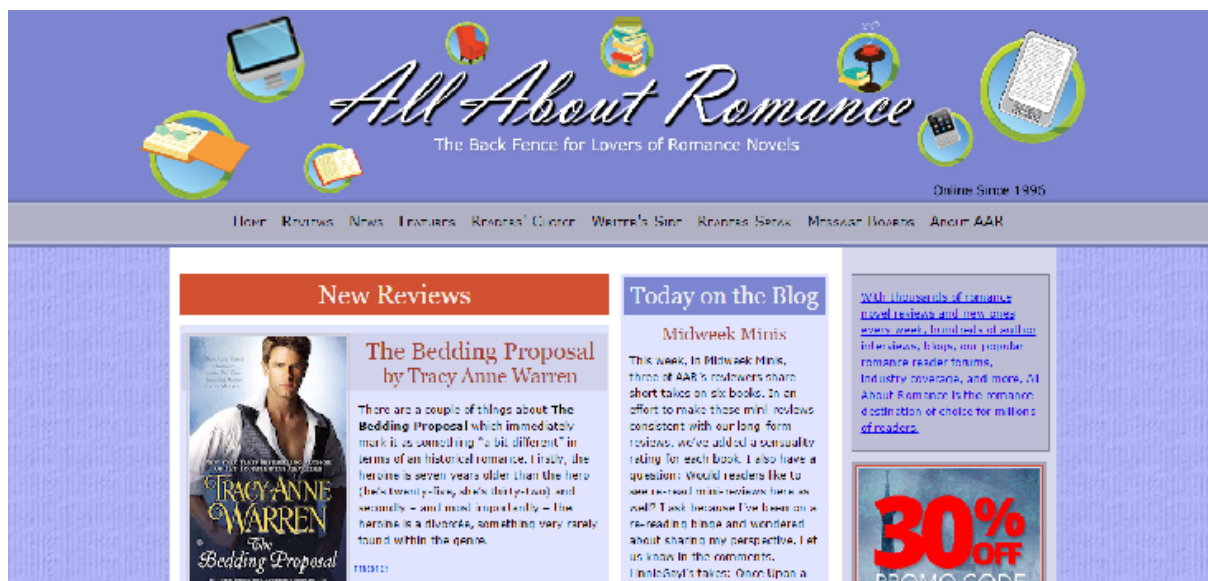 All About Romance
The Back Fence for Lovers of Romance Novels
Online Since 1996
Home Reviews News Features Readers' Choice Writer's Side Readers Speak Message Boards About AAR
New Reviews
The Bedding Proposal
by Tracy Anne Warren
There are a couple of things about The
Bedding Proposal which immediately
mark it as something "a bit different" in
terms of an historical romance. Firstly, the
heroine is seven years older than the hero
(he's twenty-five, she's thirty-two) and
secondly – and most importantly – the
heroine is a divorcée, something very rarely
found within the genre.
more
TRACY ANNE
WARREN
The
Bedding Proposal
Today on the Blog
Midweek Minis
This week, in Midweek Minis,
three of AAR's reviewers share
short takes on six books. In an
effort to make these mini-reviews
consistent with our long-form
reviews, we've added a sensuality
rating for each book. I also have a
question: Would readers like to
see re-read mini-reviews here as
well? I ask because I've been on a
re-reading binge and wondered
about sharing my perspective. Let
us know in the comments.
LinnieGayl's takes: Once Upon a
With thousands of romance
novel reviews and new ones
every week, hundreds of author
interviews, blogs, our popular
romance reader forums,
industry coverage, and more, All
About Romance is the romance
destination of choice for millions
of readers.
30%
OFF
PROMO CODE